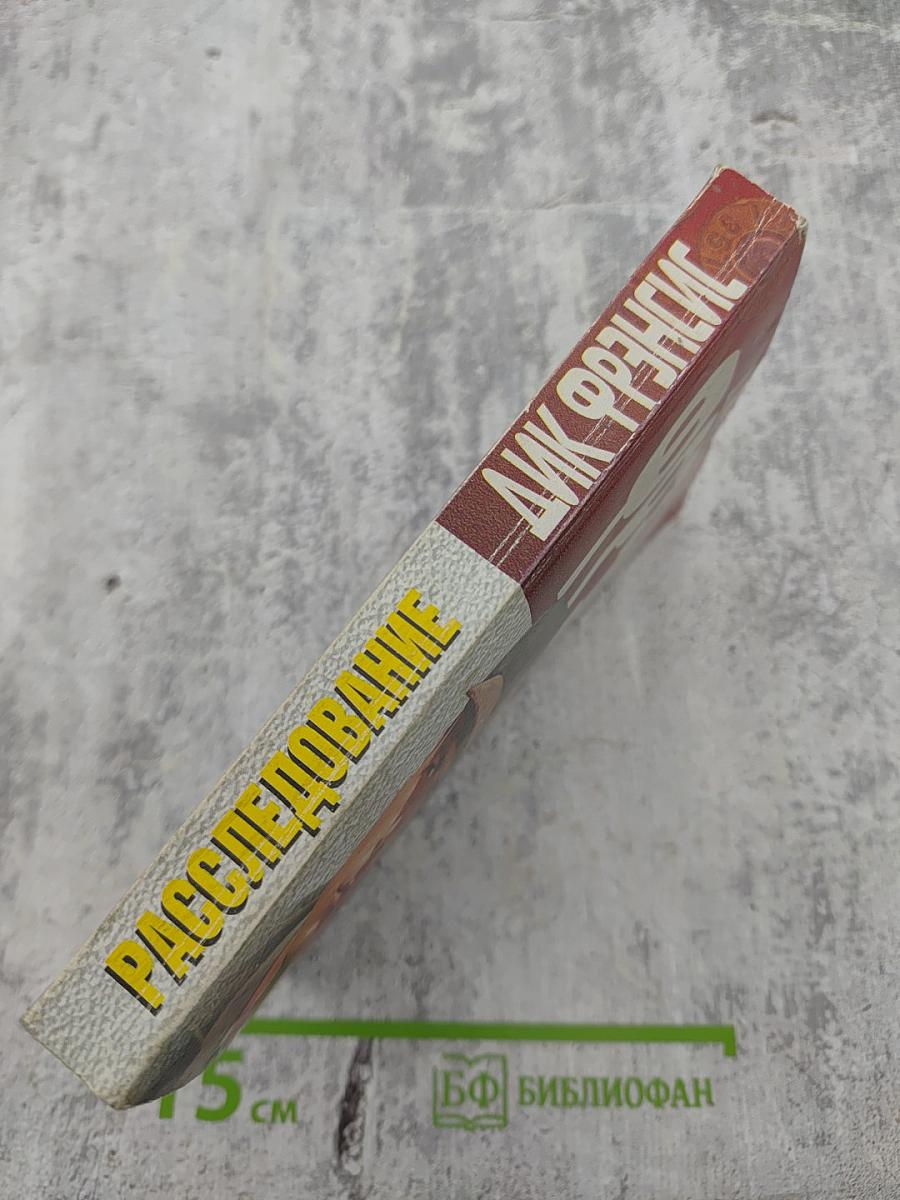 РАССЛЕДОВАНИЕ
ДИК ФРЭНСИС
15 см
БФ БИБЛИОФАН